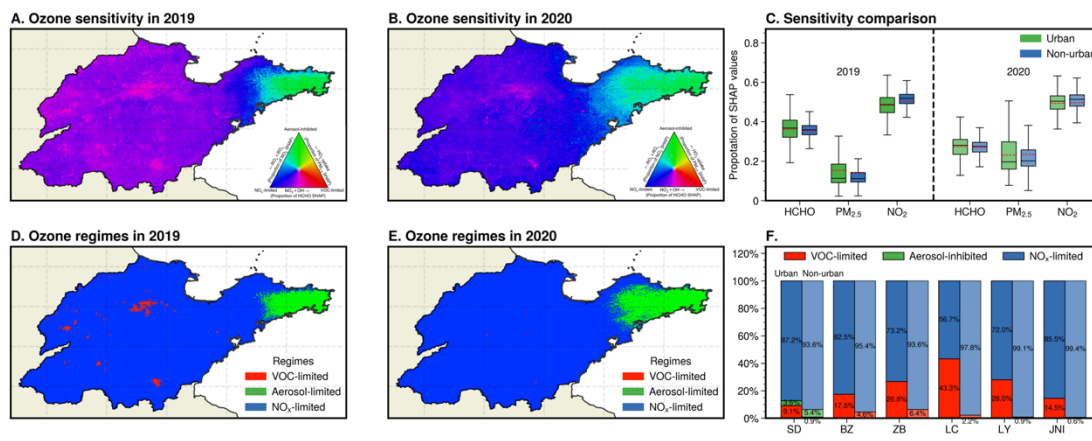 A. Ozone sensitivity in 2019
Aerosol-inhibited
NOx-limited
NO2 + OH →
(Proportion of HCHO SHAP)
VOC-limited
B. Ozone sensitivity in 2020
Aerosol-inhibited
NOx-limited
NO2 + OH →
(Proportion of HCHO SHAP)
VOC-limited
C. Sensitivity comparison
Propotation of SHAP values
0.8
0.6
0.4
0.2
0
Urban
Non-urban
2019
2020
HCHO
PM2.5
NO2
HCHO
PM2.5
NO2
D. Ozone regimes in 2019
Regimes
VOC-limited
Aerosol-limited
NOx-limited
E. Ozone regimes in 2020
Regimes
VOC-limited
Aerosol-limited
NOx-limited
F.
VOC-limited
Aerosol-inhibited
NOx-limited
120%
100%
80%
60%
40%
20%
0%
Urban Non-urban
87.2%
93.6%
9.1%
5.4%
0.9%
82.5%
95.4%
17.5%
4.6%
73.2%
93.6%
26.8%
6.4%
56.7%
97.8%
43.3%
2.2%
72.0%
99.1%
28.0%
0.9%
85.5%
99.4%
14.5%
0.6%
SD
BZ
ZB
LC
LY
JNI